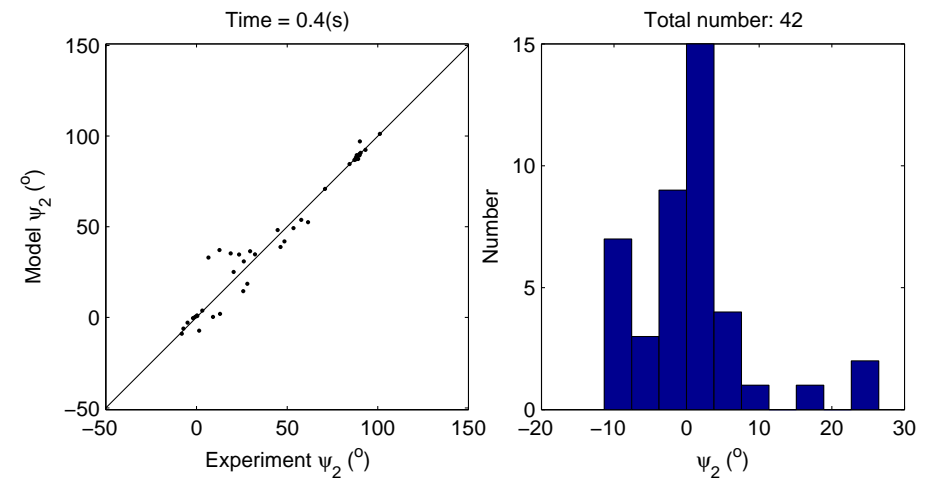 Time = 0.4(s)
150
100
50
0
−50
−50 0 50 100 150
Model ψ2 (o)
Experiment ψ2 (o)
Total number: 42
15
10
5
0
−20 −10 0 10 20 30
Number
ψ2 (o)